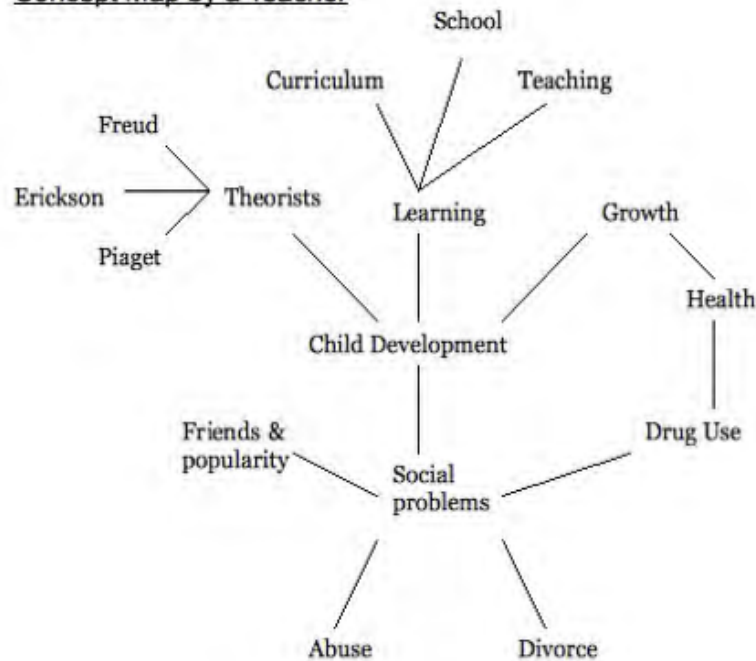 Concept Map by a Teacher
School
Curriculum
Teaching
Freud
Erickson
Theorists
Learning
Growth
Piaget
Health
Child Development
Friends &
popularity
Drug Use
Social
problems
Abuse
Divorce